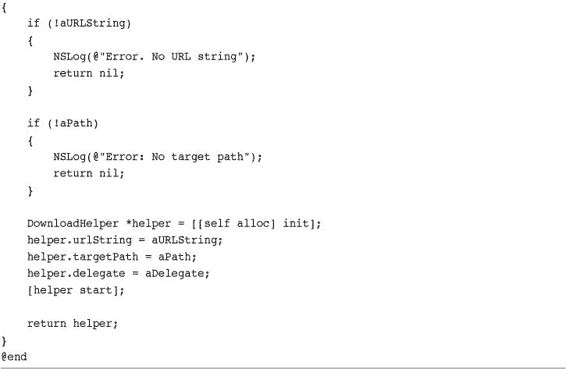 {
    if (!aURLString)
    {
        NSLog(@"Error. No URL string");
        return nil;
    }

    if (!aPath)
    {
        NSLog(@"Error: No target path");
        return nil;
    }

    DownloadHelper *helper = [[self alloc] init];
    helper.urlString = aURLString;
    helper.targetPath = aPath;
    helper.delegate = aDelegate;
    [helper start];

    return helper;
}
@end